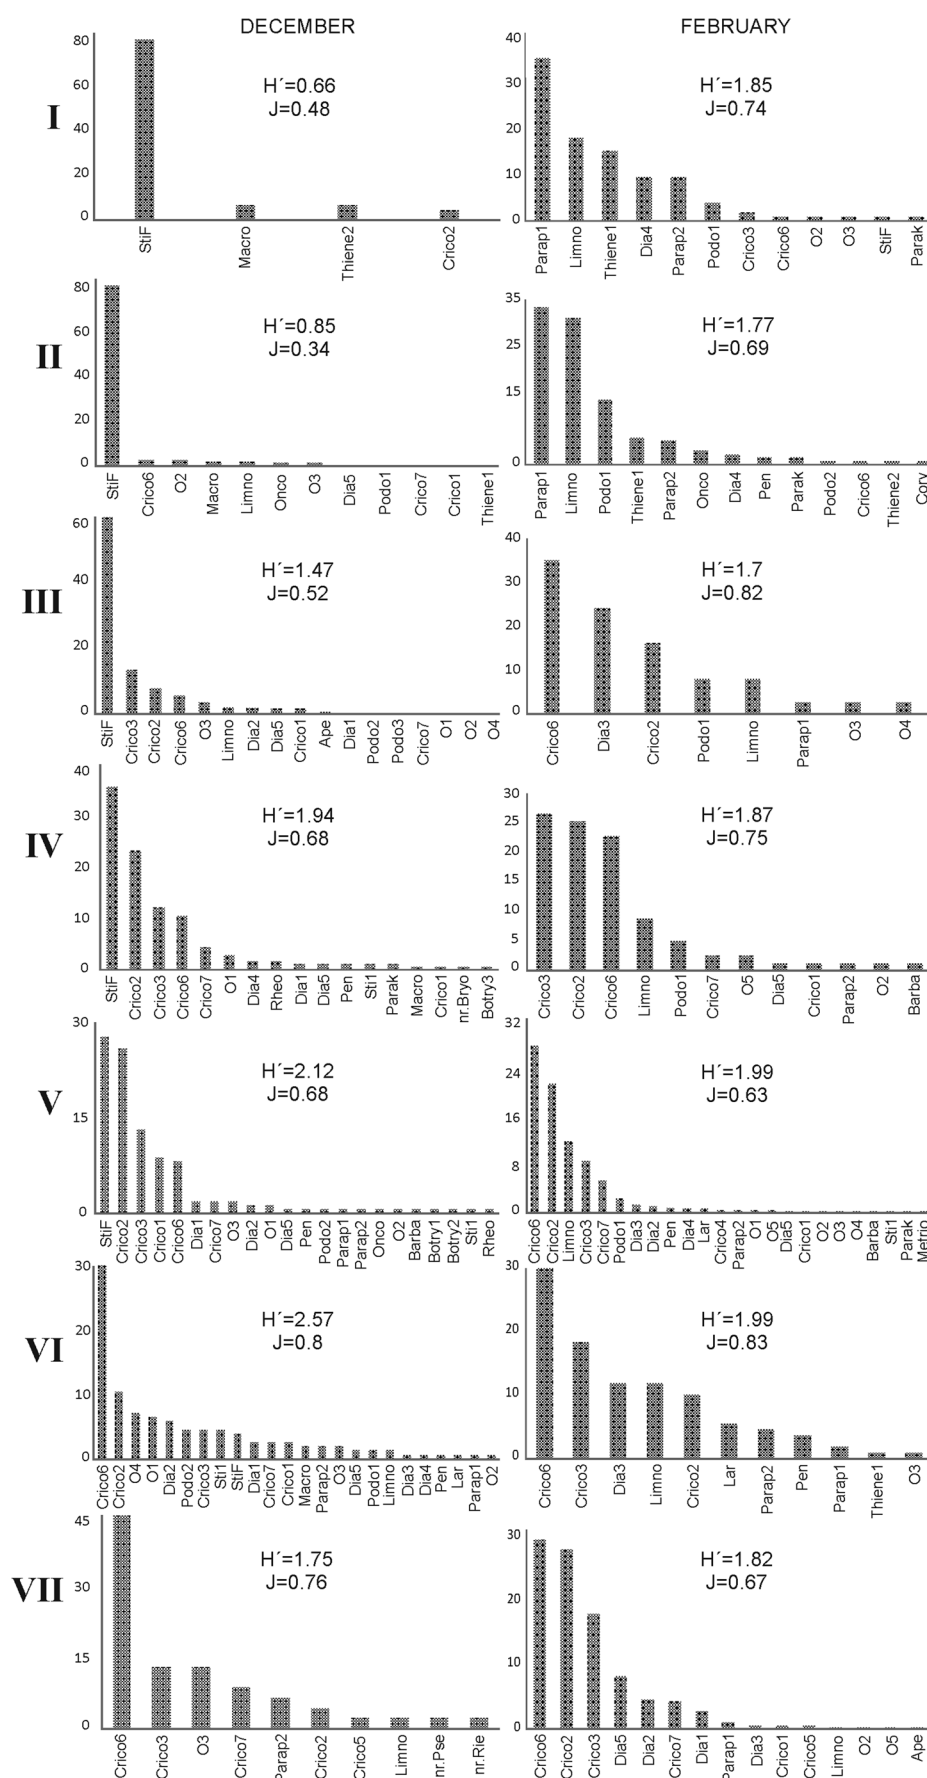 DECEMBER FEBRUARY
I
80
60
40
20
0
H´=0.66
J=0.48
StiF Macro Thiene2 Crico2
40
30
20
10
0
H´=1.85
J=0.74
Parap1 Limno Thiene1 Dia4 Parap2 Podo1 Crico3 Crico6 O2 O3 StiF Parak
II
80
60
40
20
0
H´=0.85
J=0.34
StiF Crico6 O2 Macro Limno Onco O3 Dia5 Podo1 Crico7 Crico1 Thiene1
35
25
15
0
H´=1.77
J=0.69
Parap1 Limno Podo1 Thiene1 Parap2 Onco Dia4 Pen Parak Podo2 Crico6 Thiene2 Cory
III
60
40
20
0
H´=1.47
J=0.52
StiF Crico3 Crico2 Crico6 O3 Limno Dia2 Dia5 Crico1 Ape Dia1 Podo2 Podo3 Crico7 O1 O2 O4
40
30
20
10
0
H´=1.7
J=0.82
Crico6 Dia3 Crico2 Podo1 Limno Parap1 O3 O4
IV
40
30
20
10
0
H´=1.94
J=0.68
StiF Crico2 Crico3 Crico6 Crico7 O1 Dia4 Rheo Dia1 Dia5 Pen Sti1 Parak Macro Crico1 nr.Bryo Botry3
30
25
20
15
10
5
0
H´=1.87
J=0.75
Crico3 Crico2 Crico6 Limno Podo1 Crico7 O5 Dia5 Crico1 Parap2 O2 Barba
V
30
15
0
H´=2.12
J=0.68
StiF Crico2 Crico3 Crico1 Crico6 Dia1 Crico7 O3 Dia2 O1 Dia5 Pen Podo2 Parap1 Parap2 Onco O2 Barba Botry1 Botry2 Sti1 Rheo
32
24
16
8
0
H´=1.99
J=0.63
Crico6 Crico2 Limno Crico3 Crico7 Podo1 Dia3 Dia2 Pen Dia4 Lar Crico4 Parap2 O1 O5 Dia5 Crico1 O2 O3 O4 Barba Sti1 Parak Metrio
VI
30
20
10
0
H´=2.57
J=0.8
Crico6 Crico2 O4 O1 Dia2 Podo2 Crico3 Sti1 StiF Dia1 Crico7 Crico1 Macro Parap2 O3 Dia5 Podo1 Limno Dia3 Dia4 Pen Lar Parap1 O2
30
20
10
0
H´=1.99
J=0.83
Crico6 Crico3 Dia3 Limno Crico2 Lar Parap2 Pen Parap1 Thiene1 O3
VII
45
30
15
0
H´=1.75
J=0.76
Crico6 Crico3 O3 Crico7 Parap2 Crico2 Crico5 Limno nr.Pse nr.Rie
30
20
10
0
H´=1.82
J=0.67
Crico6 Crico2 Crico3 Dia5 Dia2 Crico7 Dia1 Parap1 Dia3 Crico1 Crico5 Limno O2 O5 Ape